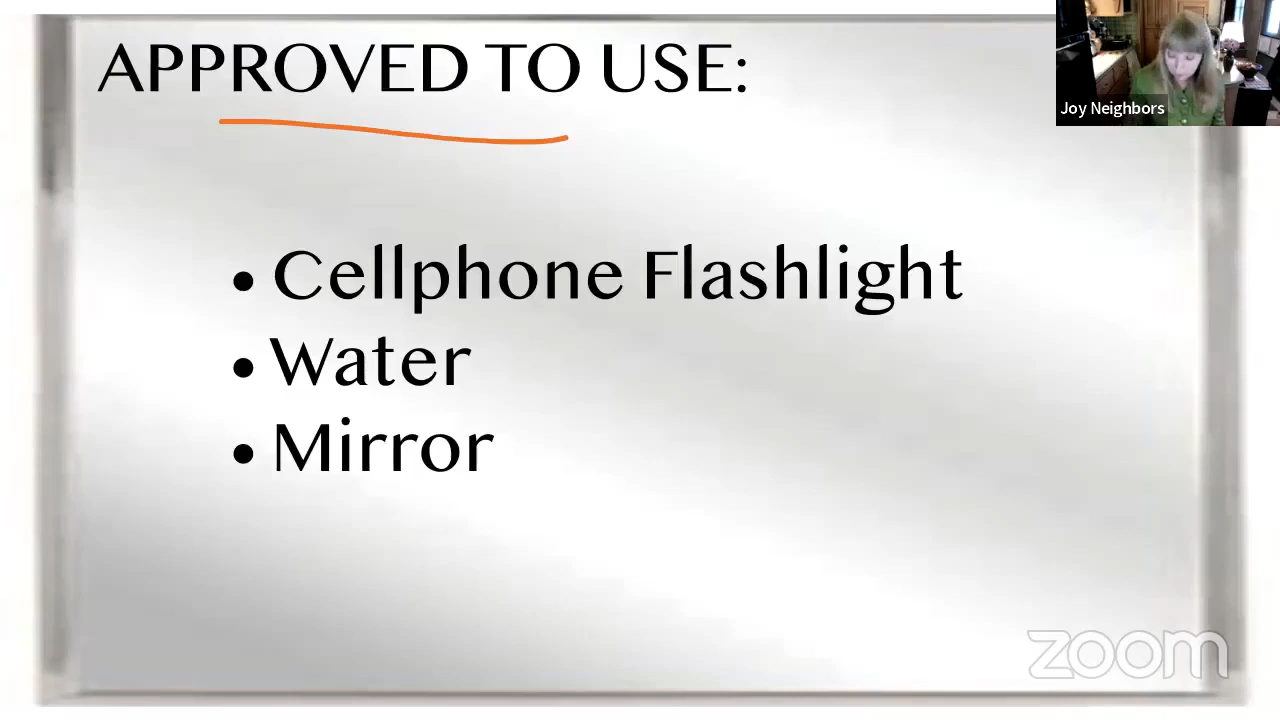 APPROVED TO USE:
Joy Neighbors
• Cellphone Flashlight
• Water
• Mirror
zoom